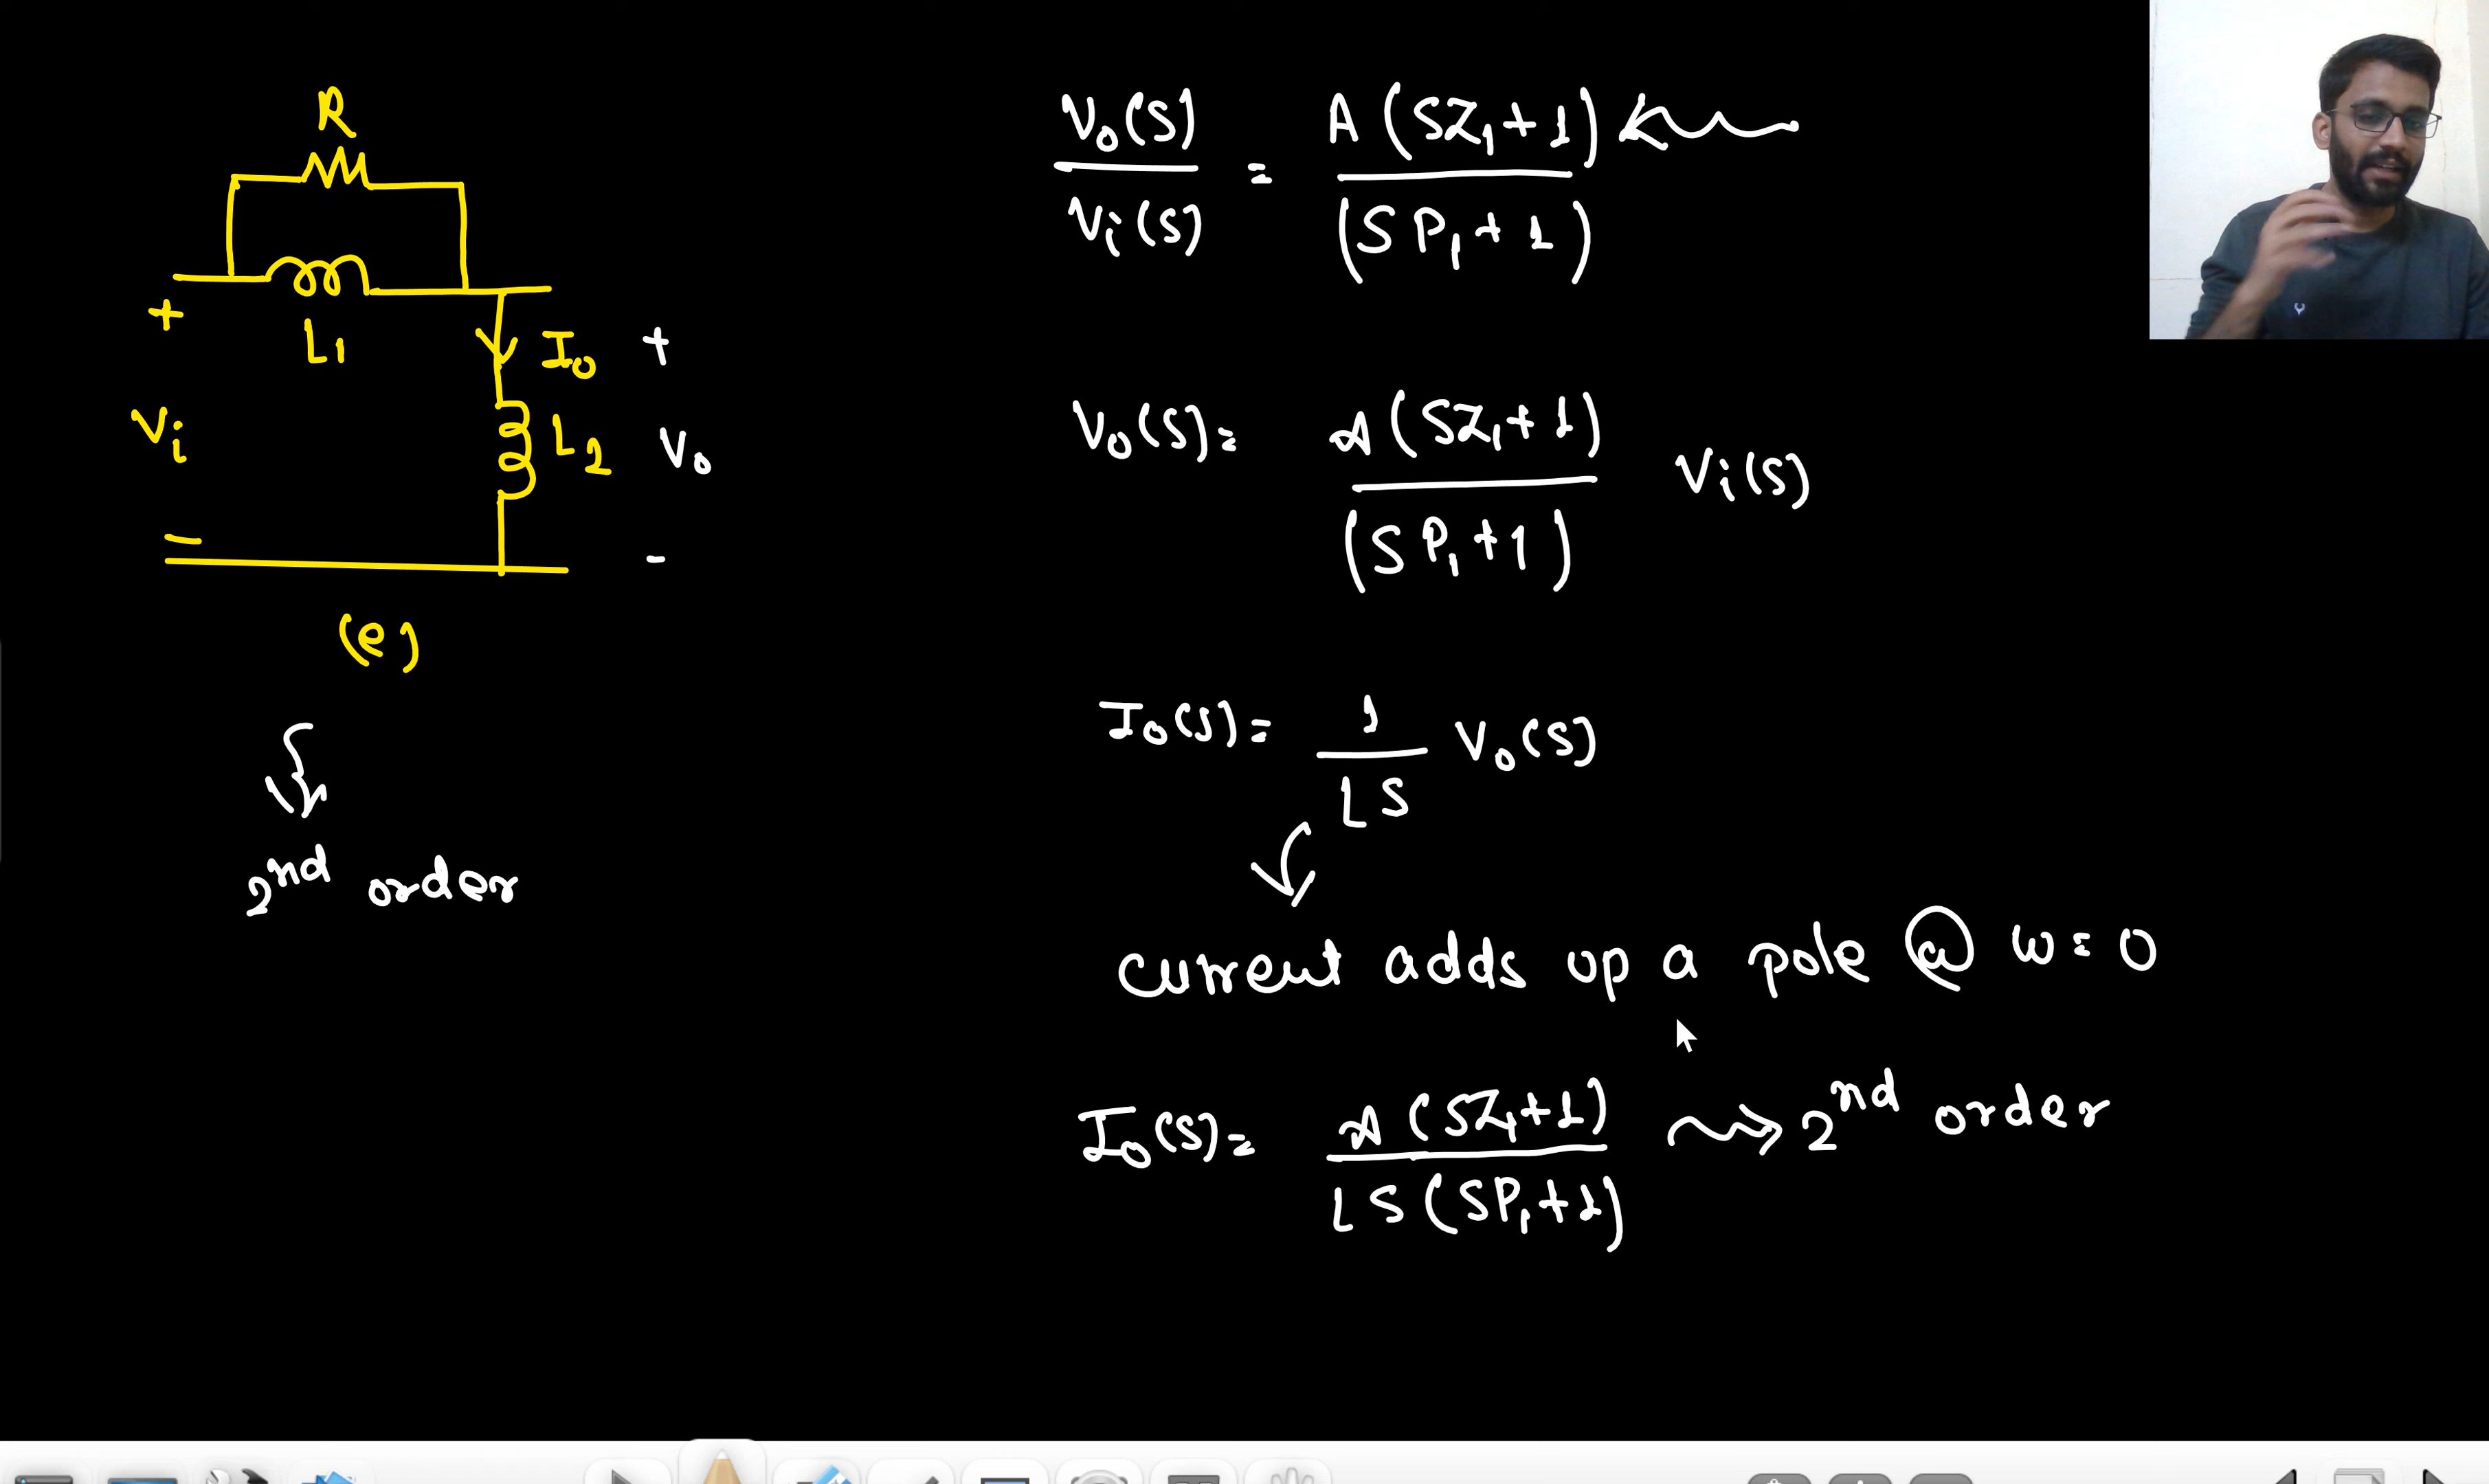 R
L1
+
Vi
-
I0
L2
+
V0
-
(e)
2nd order
V0(S) / Vi(S) = A (SZ1+1) / (SP1+1)
V0(S) = A (SZ1+1) / (SP1+1) Vi(S)
I0(S) = 1 / LS V0(S)
current adds up a pole @ ω=0
I0(S) = A (SZ1+1) / LS (SP1+1) 2nd order